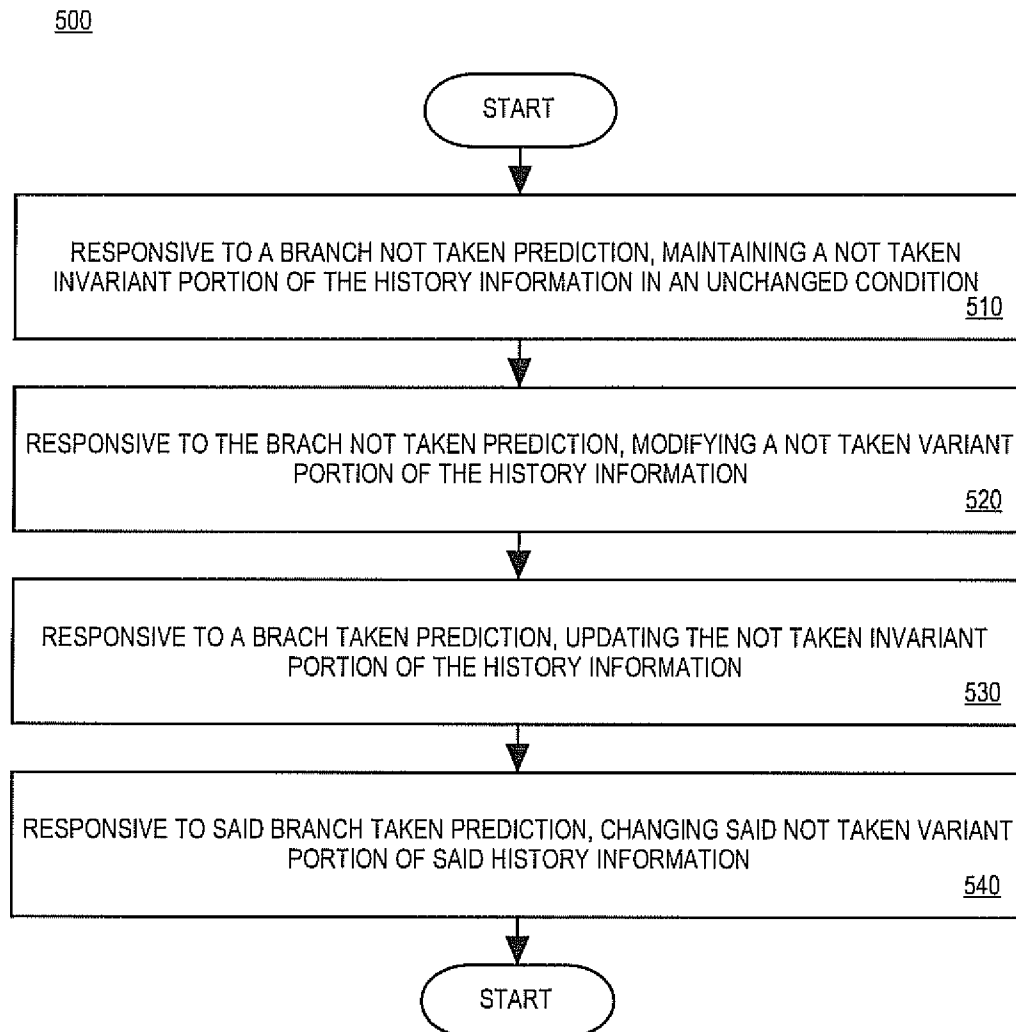 500
START
RESPONSIVE TO A BRANCH NOT TAKEN PREDICTION, MAINTAINING A NOT TAKEN
INVARIANT PORTION OF THE HISTORY INFORMATION IN AN UNCHANGED CONDITION
510
RESPONSIVE TO THE BRACH NOT TAKEN PREDICTION, MODIFYING A NOT TAKEN VARIANT
PORTION OF THE HISTORY INFORMATION
520
RESPONSIVE TO A BRACH TAKEN PREDICTION, UPDATING THE NOT TAKEN INVARIANT
PORTION OF THE HISTORY INFORMATION
530
RESPONSIVE TO SAID BRANCH TAKEN PREDICTION, CHANGING SAID NOT TAKEN VARIANT
PORTION OF SAID HISTORY INFORMATION
540
START